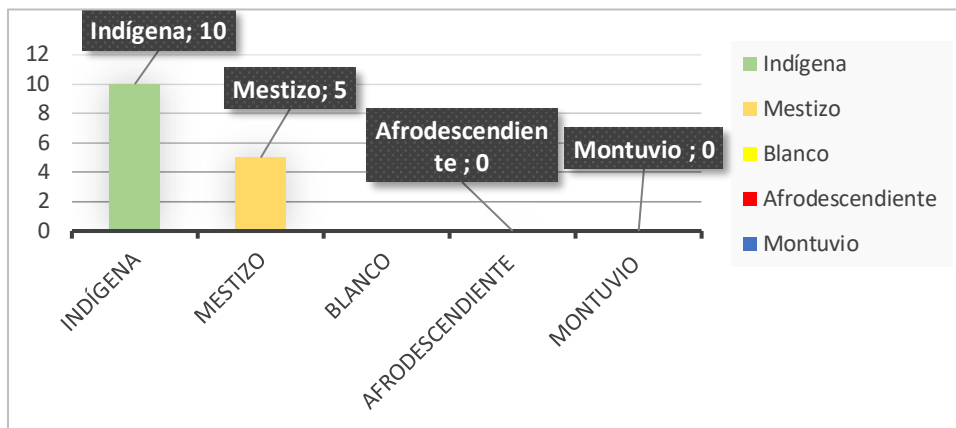 Indígena; 10
Mestizo; 5
Afrodescendien
te ; 0
Montuvio ; 0
12
10
8
6
4
2
0
INDÍGENA
MESTIZO
BLANCO
AFRODESCENDIENTE
MONTUVIO
Indígena
Mestizo
Blanco
Afrodescendiente
Montuvio